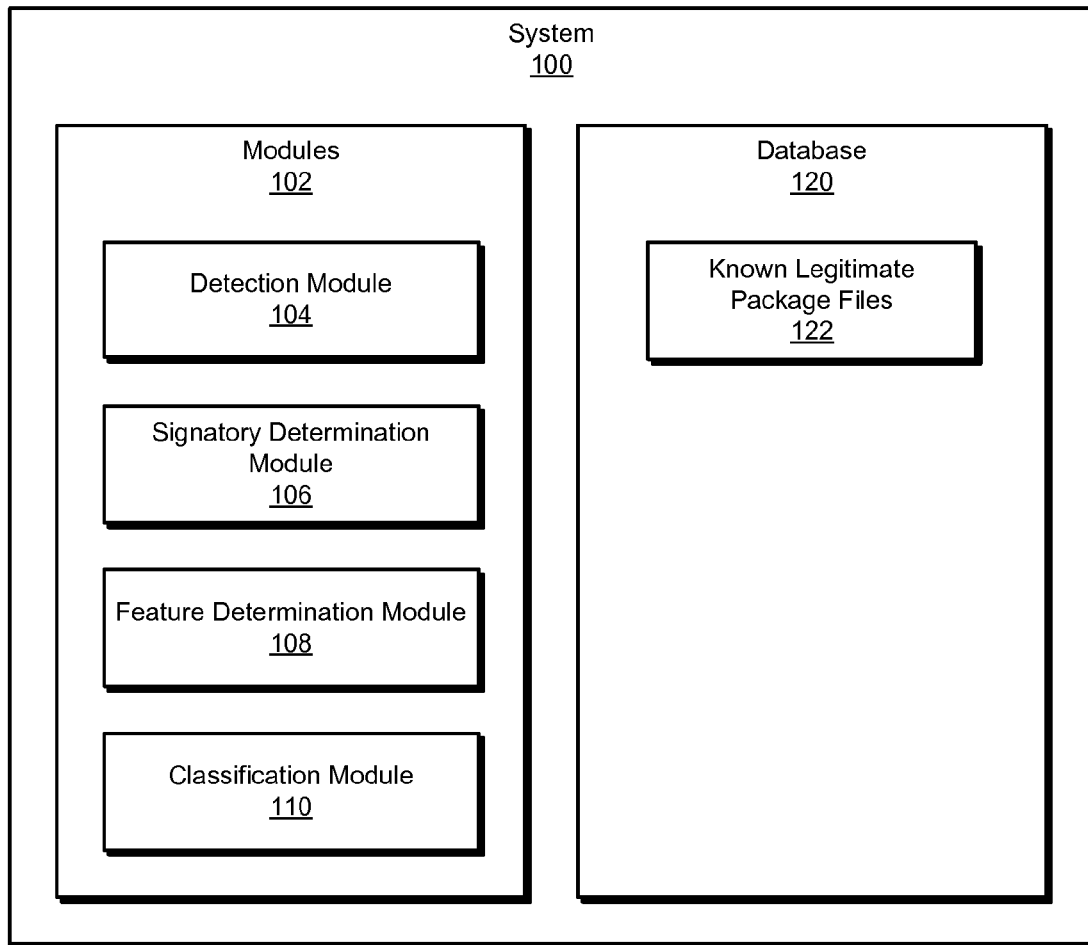 System
100
Modules
102
Detection Module
104
Signatory Determination
Module
106
Feature Determination Module
108
Classification Module
110
Database
120
Known Legitimate
Package Files
122